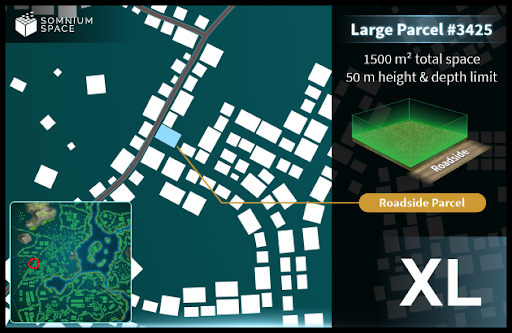 SOMNIUM
SPACE
Large Parcel #3425
1500 m² total space
50 m height & depth limit
Roadside
Roadside Parcel
XL